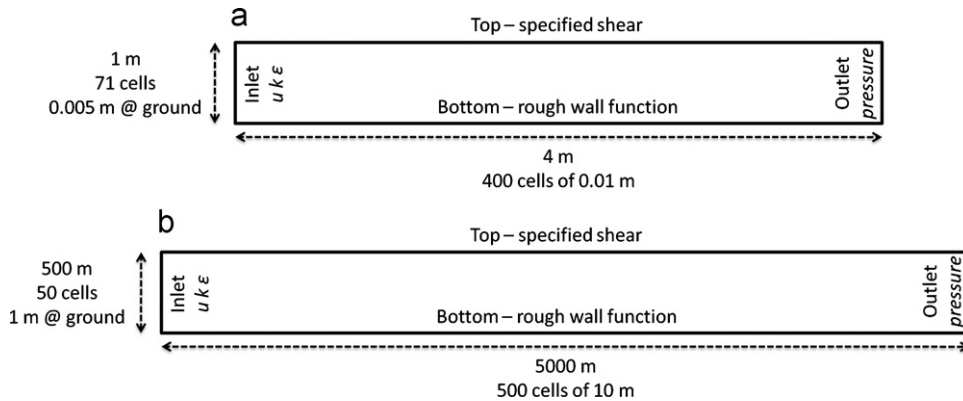 a
Top – specified shear
1 m
71 cells
0.005 m @ ground
Inlet
u k ε
Bottom – rough wall function
Outlet
pressure
4 m
400 cells of 0.01 m
b
Top – specified shear
500 m
50 cells
1 m @ ground
Inlet
u k ε
Bottom – rough wall function
Outlet
pressure
5000 m
500 cells of 10 m